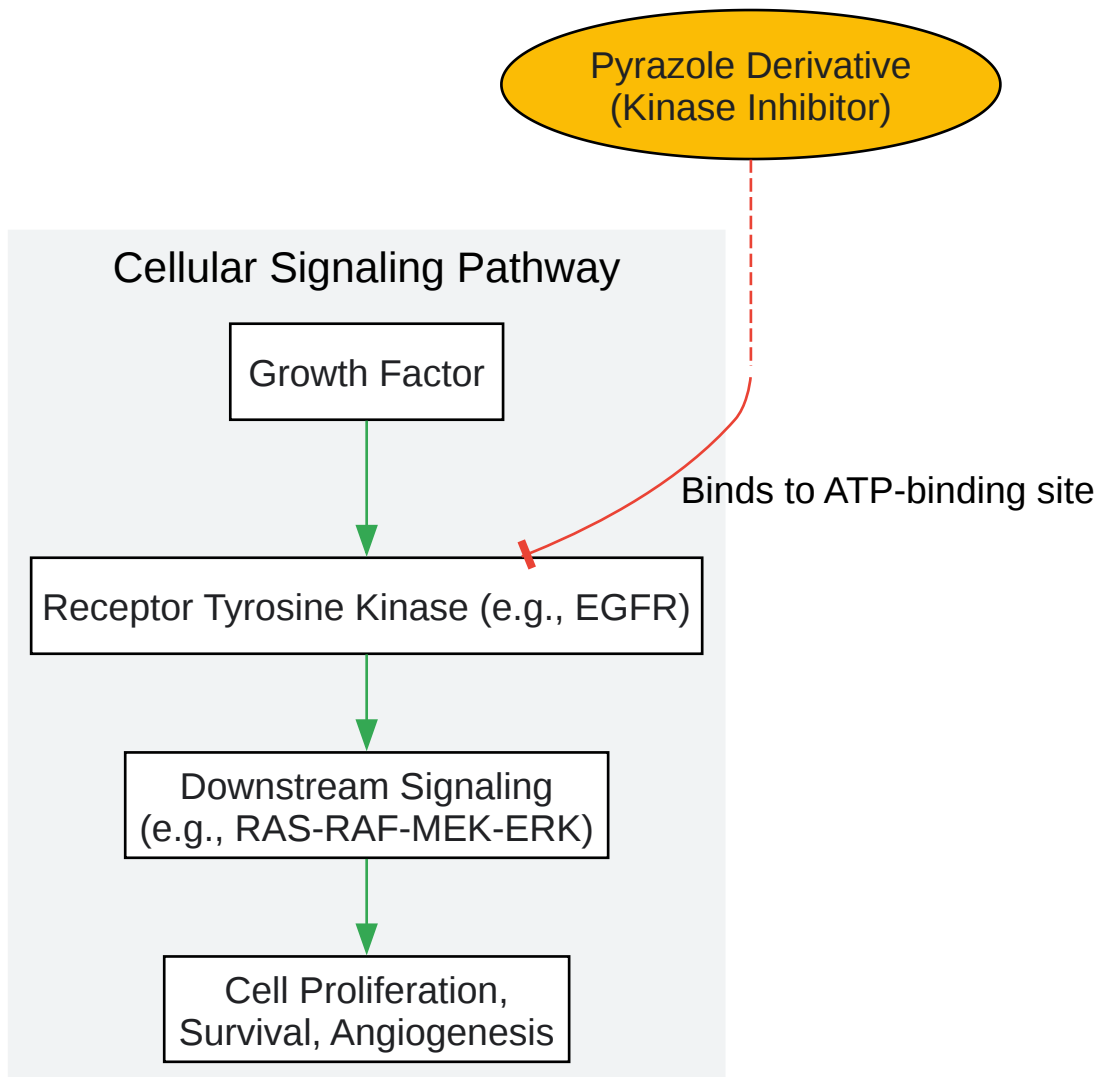 Pyrazole Derivative
(Kinase Inhibitor)
Cellular Signaling Pathway
Growth Factor
Binds to ATP-binding site
Receptor Tyrosine Kinase (e.g., EGFR)
Downstream Signaling
(e.g., RAS-RAF-MEK-ERK)
Cell Proliferation,
Survival, Angiogenesis